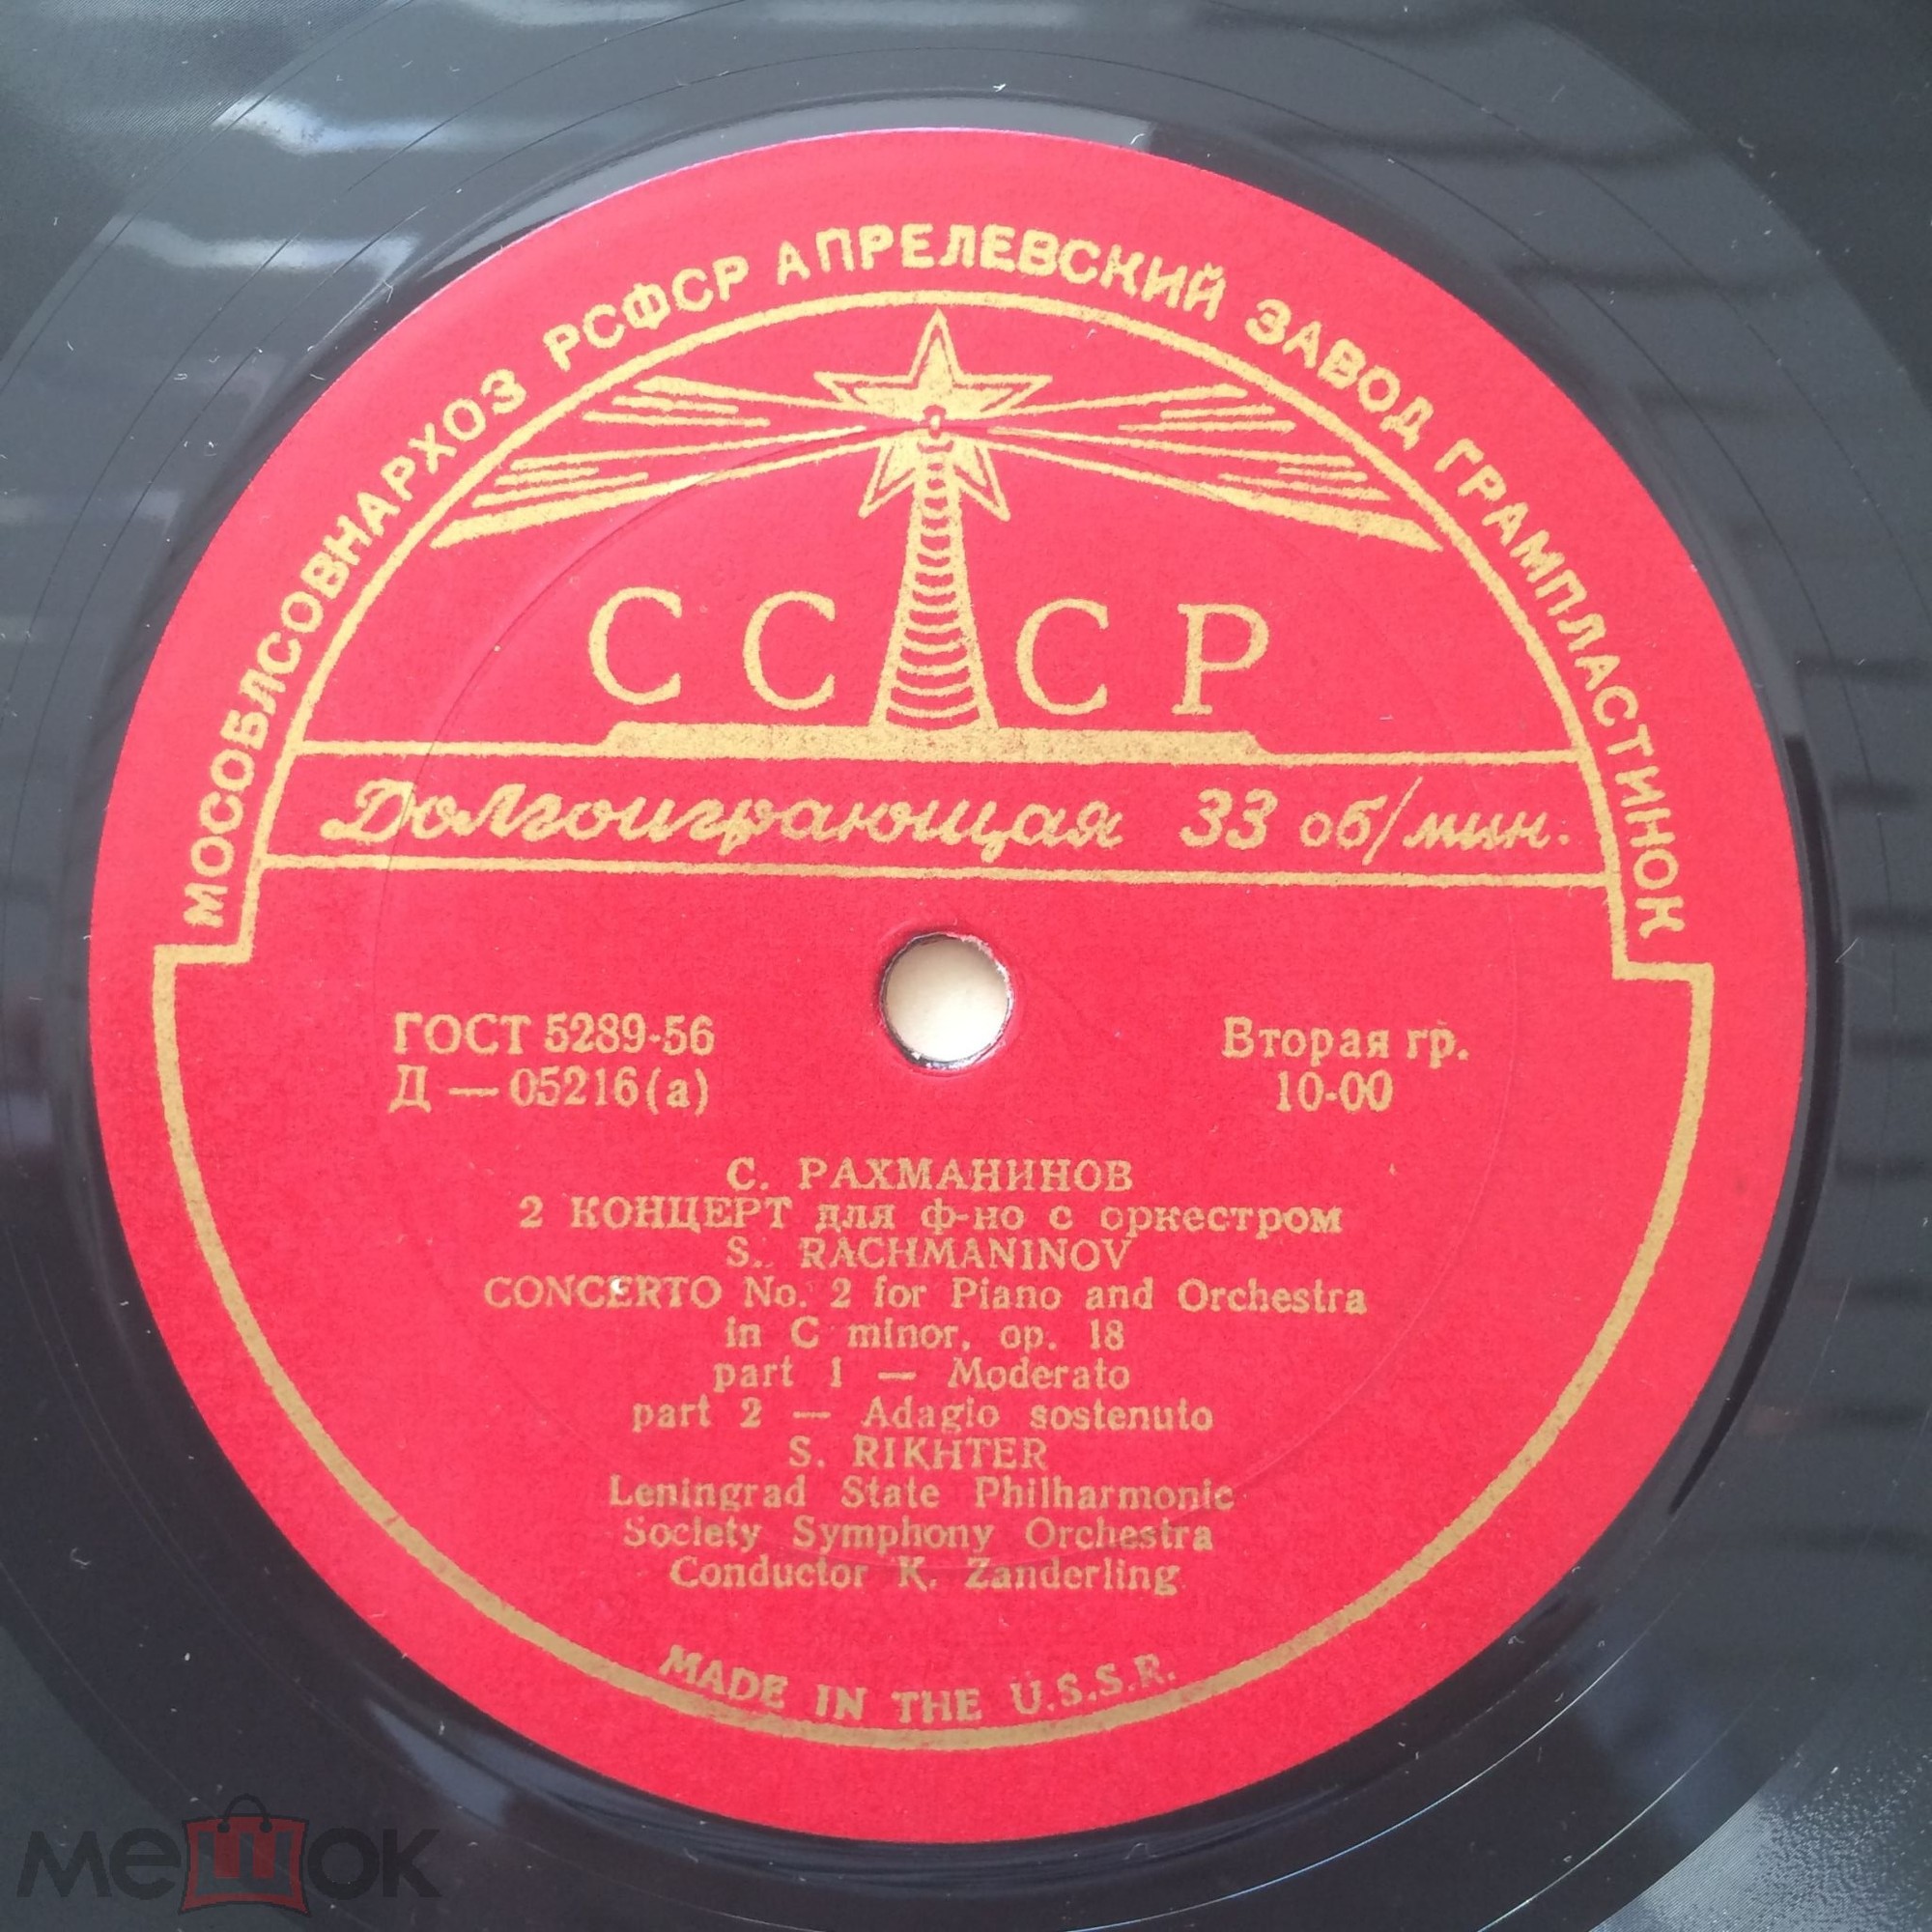 МОСОБЛСОВНАРХОЗ РСФСР АПРЕЛЕВСКИЙ ЗАВОД ГРАМПЛАСТИНОК
СССР
Долгоиграющая 33 об/мин.
ГОСТ 5289-56
Д — 05216(а)
Вторая гр.
10-00
С. РАХМАНИНОВ
2 КОНЦЕРТ для ф-но с оркестром
S. RACHMANINOV
CONCERTO No. 2 for Piano and Orchestra
in C minor, op. 18
part 1 — Moderato
part 2 — Adagio sostenuto
S. RIKHTER
Leningrad State Philharmonic
Society Symphony Orchestra
Conductor K. Zanderling
MADE IN THE U.S.S.R.
мешок